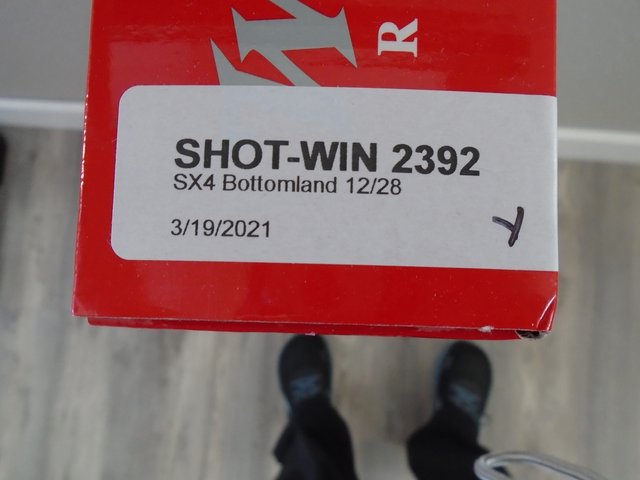 R
SHOT-WIN 2392
SX4 Bottomland 12/28
3/19/2021